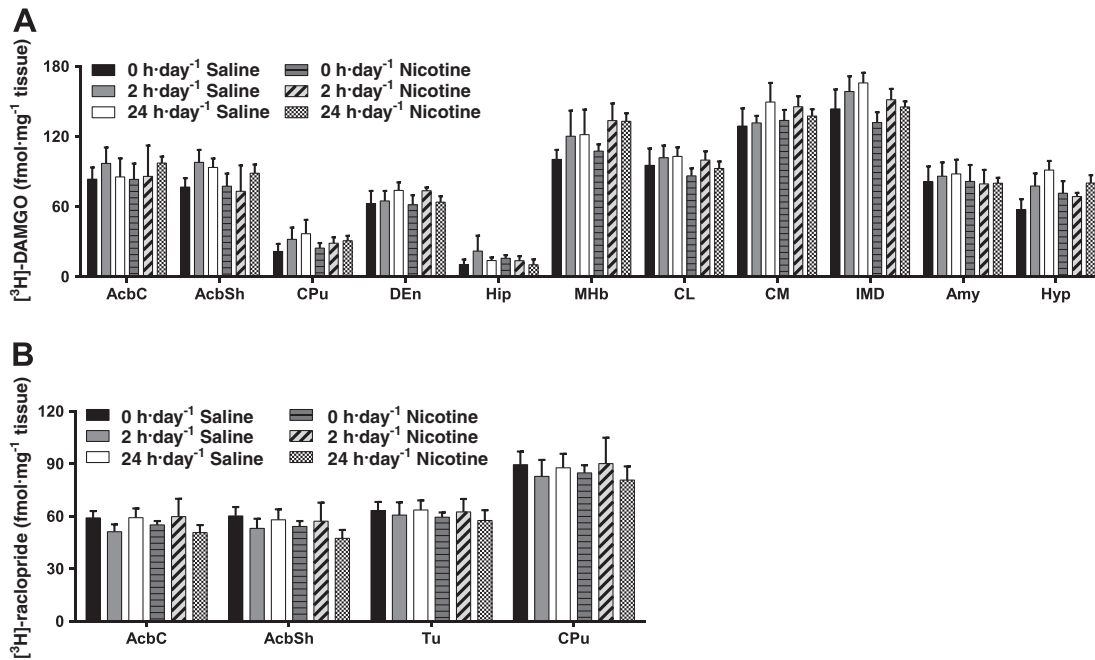 A
[³H]-DAMGO (fmol·mg⁻¹ tissue)
180
120
60
0
0 h·day⁻¹ Saline
0 h·day⁻¹ Nicotine
2 h·day⁻¹ Saline
2 h·day⁻¹ Nicotine
24 h·day⁻¹ Saline
24 h·day⁻¹ Nicotine
AcbC AcbSh CPu DEn Hip MHb CL CM IMD Amy Hyp
B
[³H]-raclopride (fmol·mg⁻¹ tissue)
120
90
60
30
0
0 h·day⁻¹ Saline
0 h·day⁻¹ Nicotine
2 h·day⁻¹ Saline
2 h·day⁻¹ Nicotine
24 h·day⁻¹ Saline
24 h·day⁻¹ Nicotine
AcbC AcbSh Tu CPu